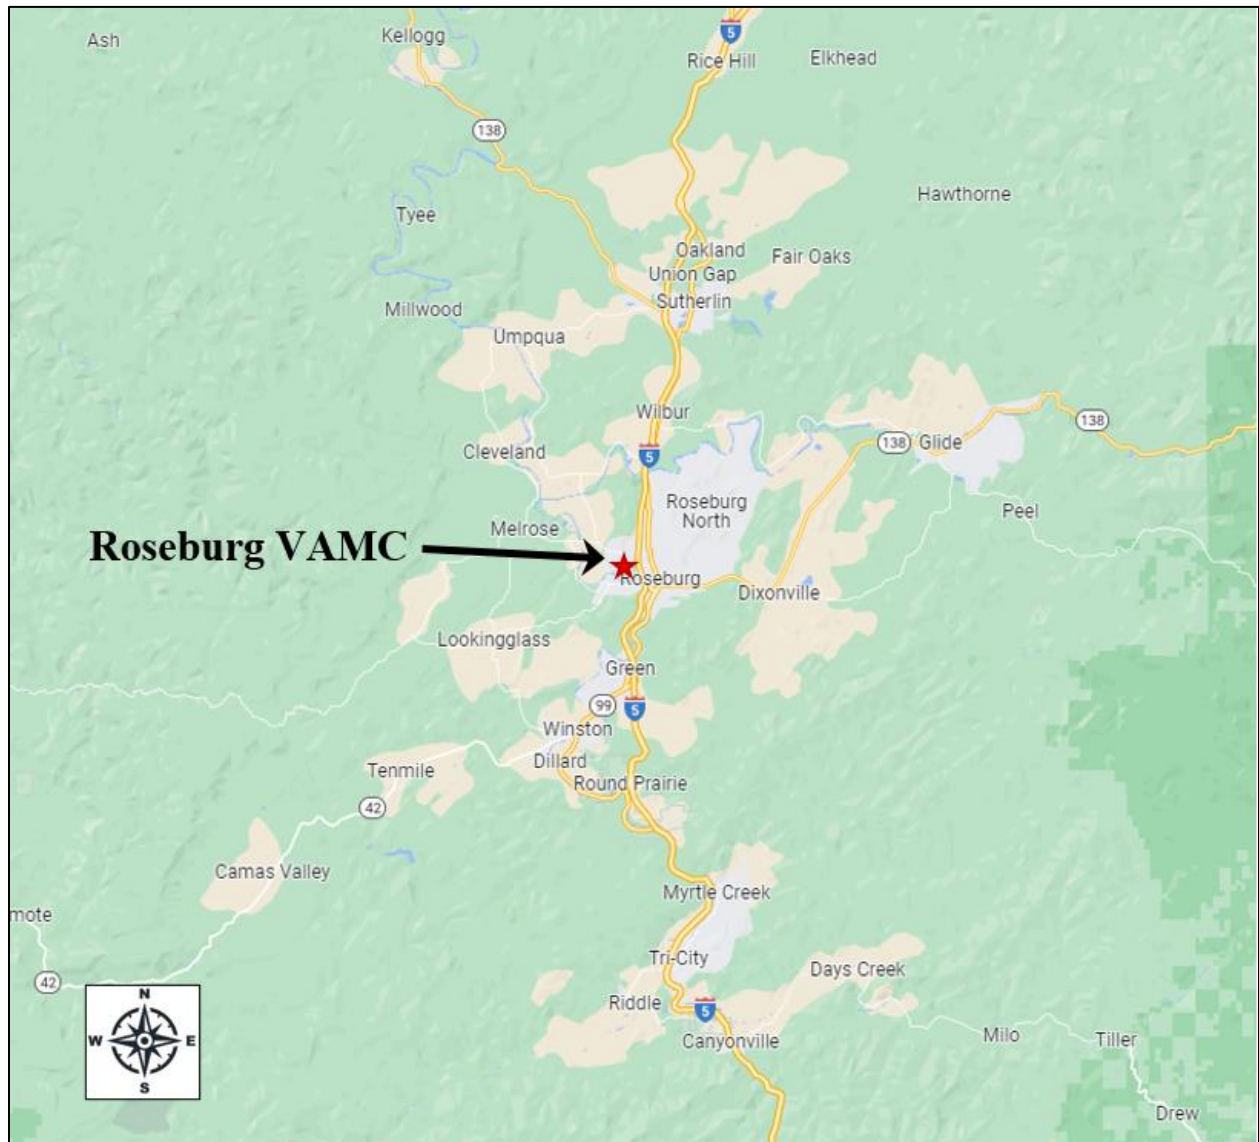 Ash
Kellogg
5
Rice Hill
Elkhead
138
Hawthorne
Tyee
Oakland
Fair Oaks
Union Gap
Sutherlin
Millwood
Umpqua
Wilbur
138
138
Glide
Cleveland
5
Roseburg
North
Peel
Melrose
Roseburg VAMC
Roseburg
Dixonville
Lookingglass
Green
99
5
Winston
Dillard
Tenmile
Round Prairie
42
Camas Valley
Myrtle Creek
mote
Tri-City
Days Creek
42
N
W
E
S
Riddle
5
Canyonville
Milo
Tiller
Drew